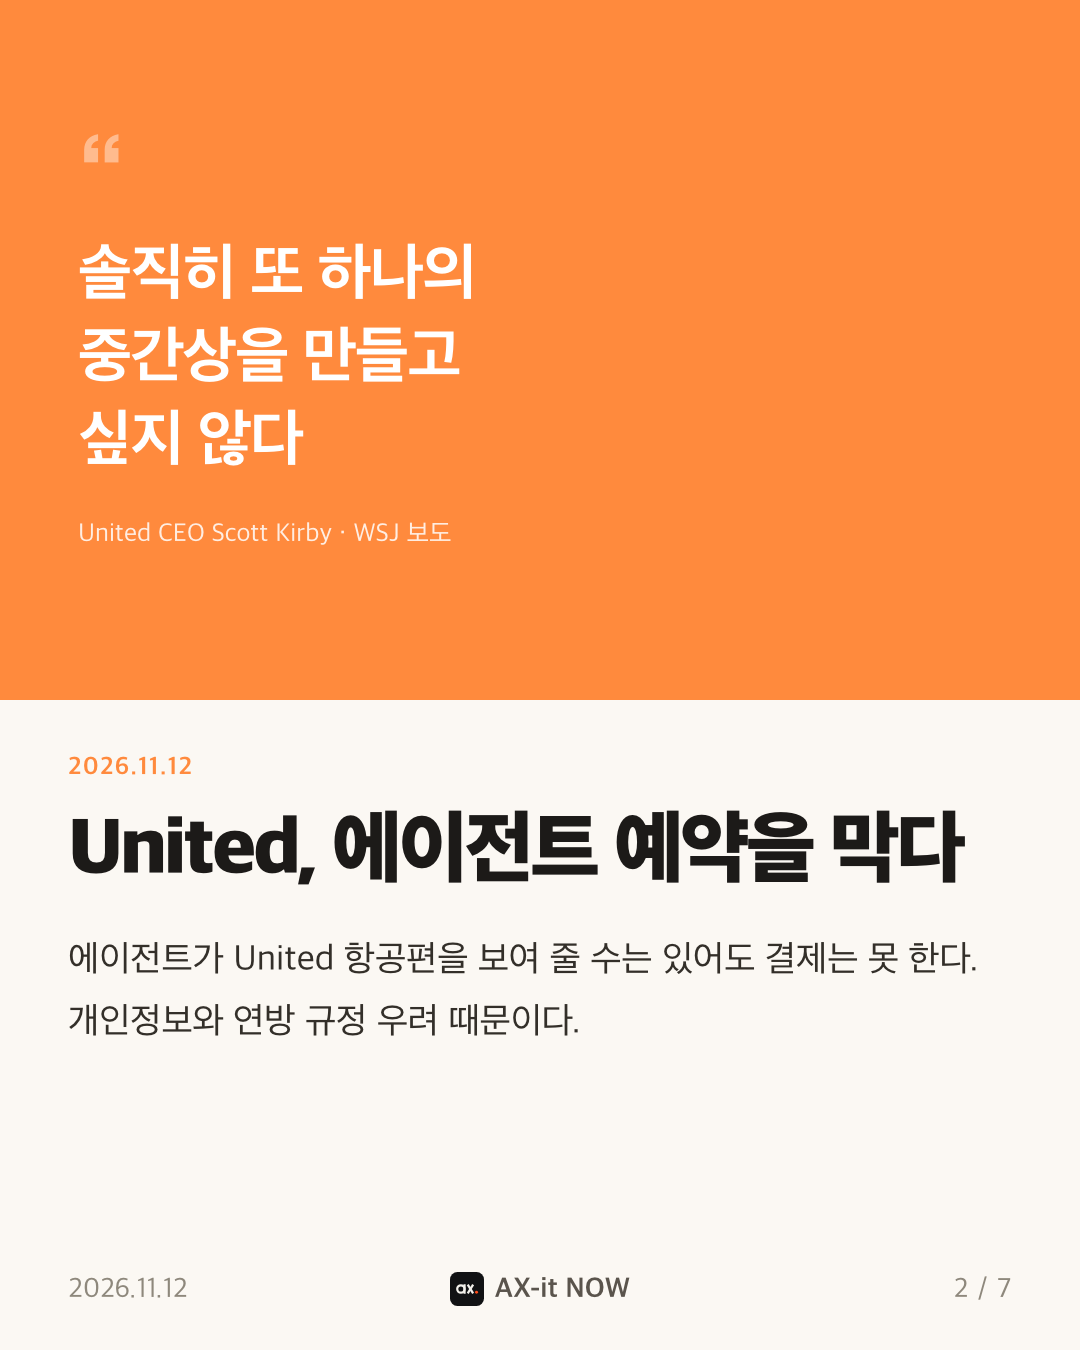 “
솔직히 또 하나의
중간상을 만들고
싶지 않다
United CEO Scott Kirby · WSJ 보도
2026.11.12
United, 에이전트 예약을 막다
에이전트가 United 항공편을 보여 줄 수는 있어도 결제는 못 한다.
개인정보와 연방 규정 우려 때문이다.
2026.11.12
ax. AX-it NOW
2 / 7